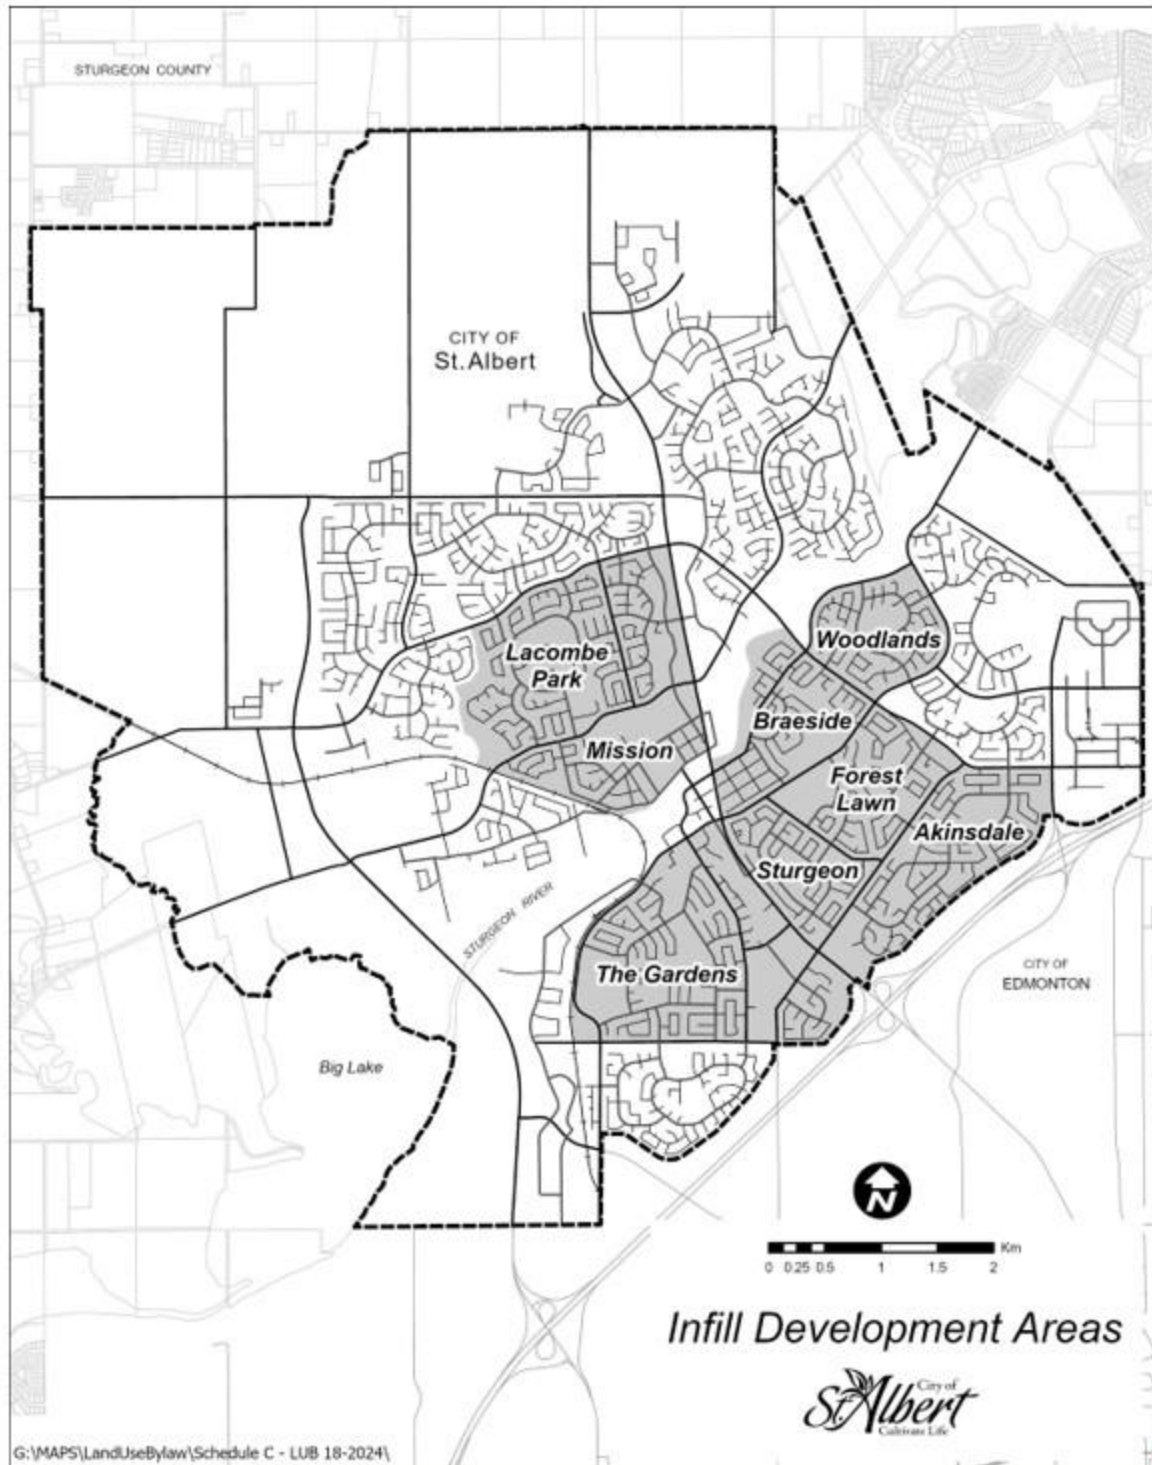 STURGEON COUNTY
CITY OF
St. Albert
Woodlands
Lacombe
Park
Braeside
Mission
Forest
Lawn
Akinsdale
Sturgeon
STURGEON RIVER
The Gardens
CITY OF
EDMONTON
Big Lake
N
Km
0 0.25 0.5 1 1.5 2
Infill Development Areas
City of
St. Albert
Cultivate Life
G:\MAPS\LandUseBylaw\Schedule C - LUB 18-2024\